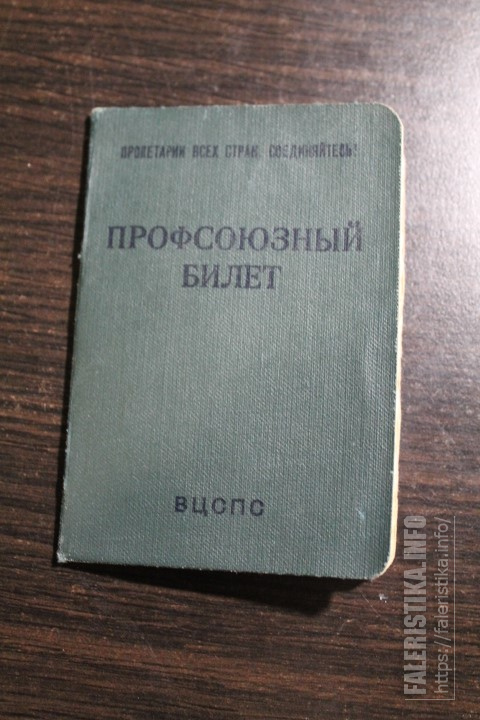 ПРОЛЕТАРИИ ВСЕХ СТРАН, СОЕДИНЯЙТЕСЬ!
ПРОФСОЮЗНЫЙ
БИЛЕТ
ВЦСПС
FALERISTIKA.INFO
https://faleristika.info/